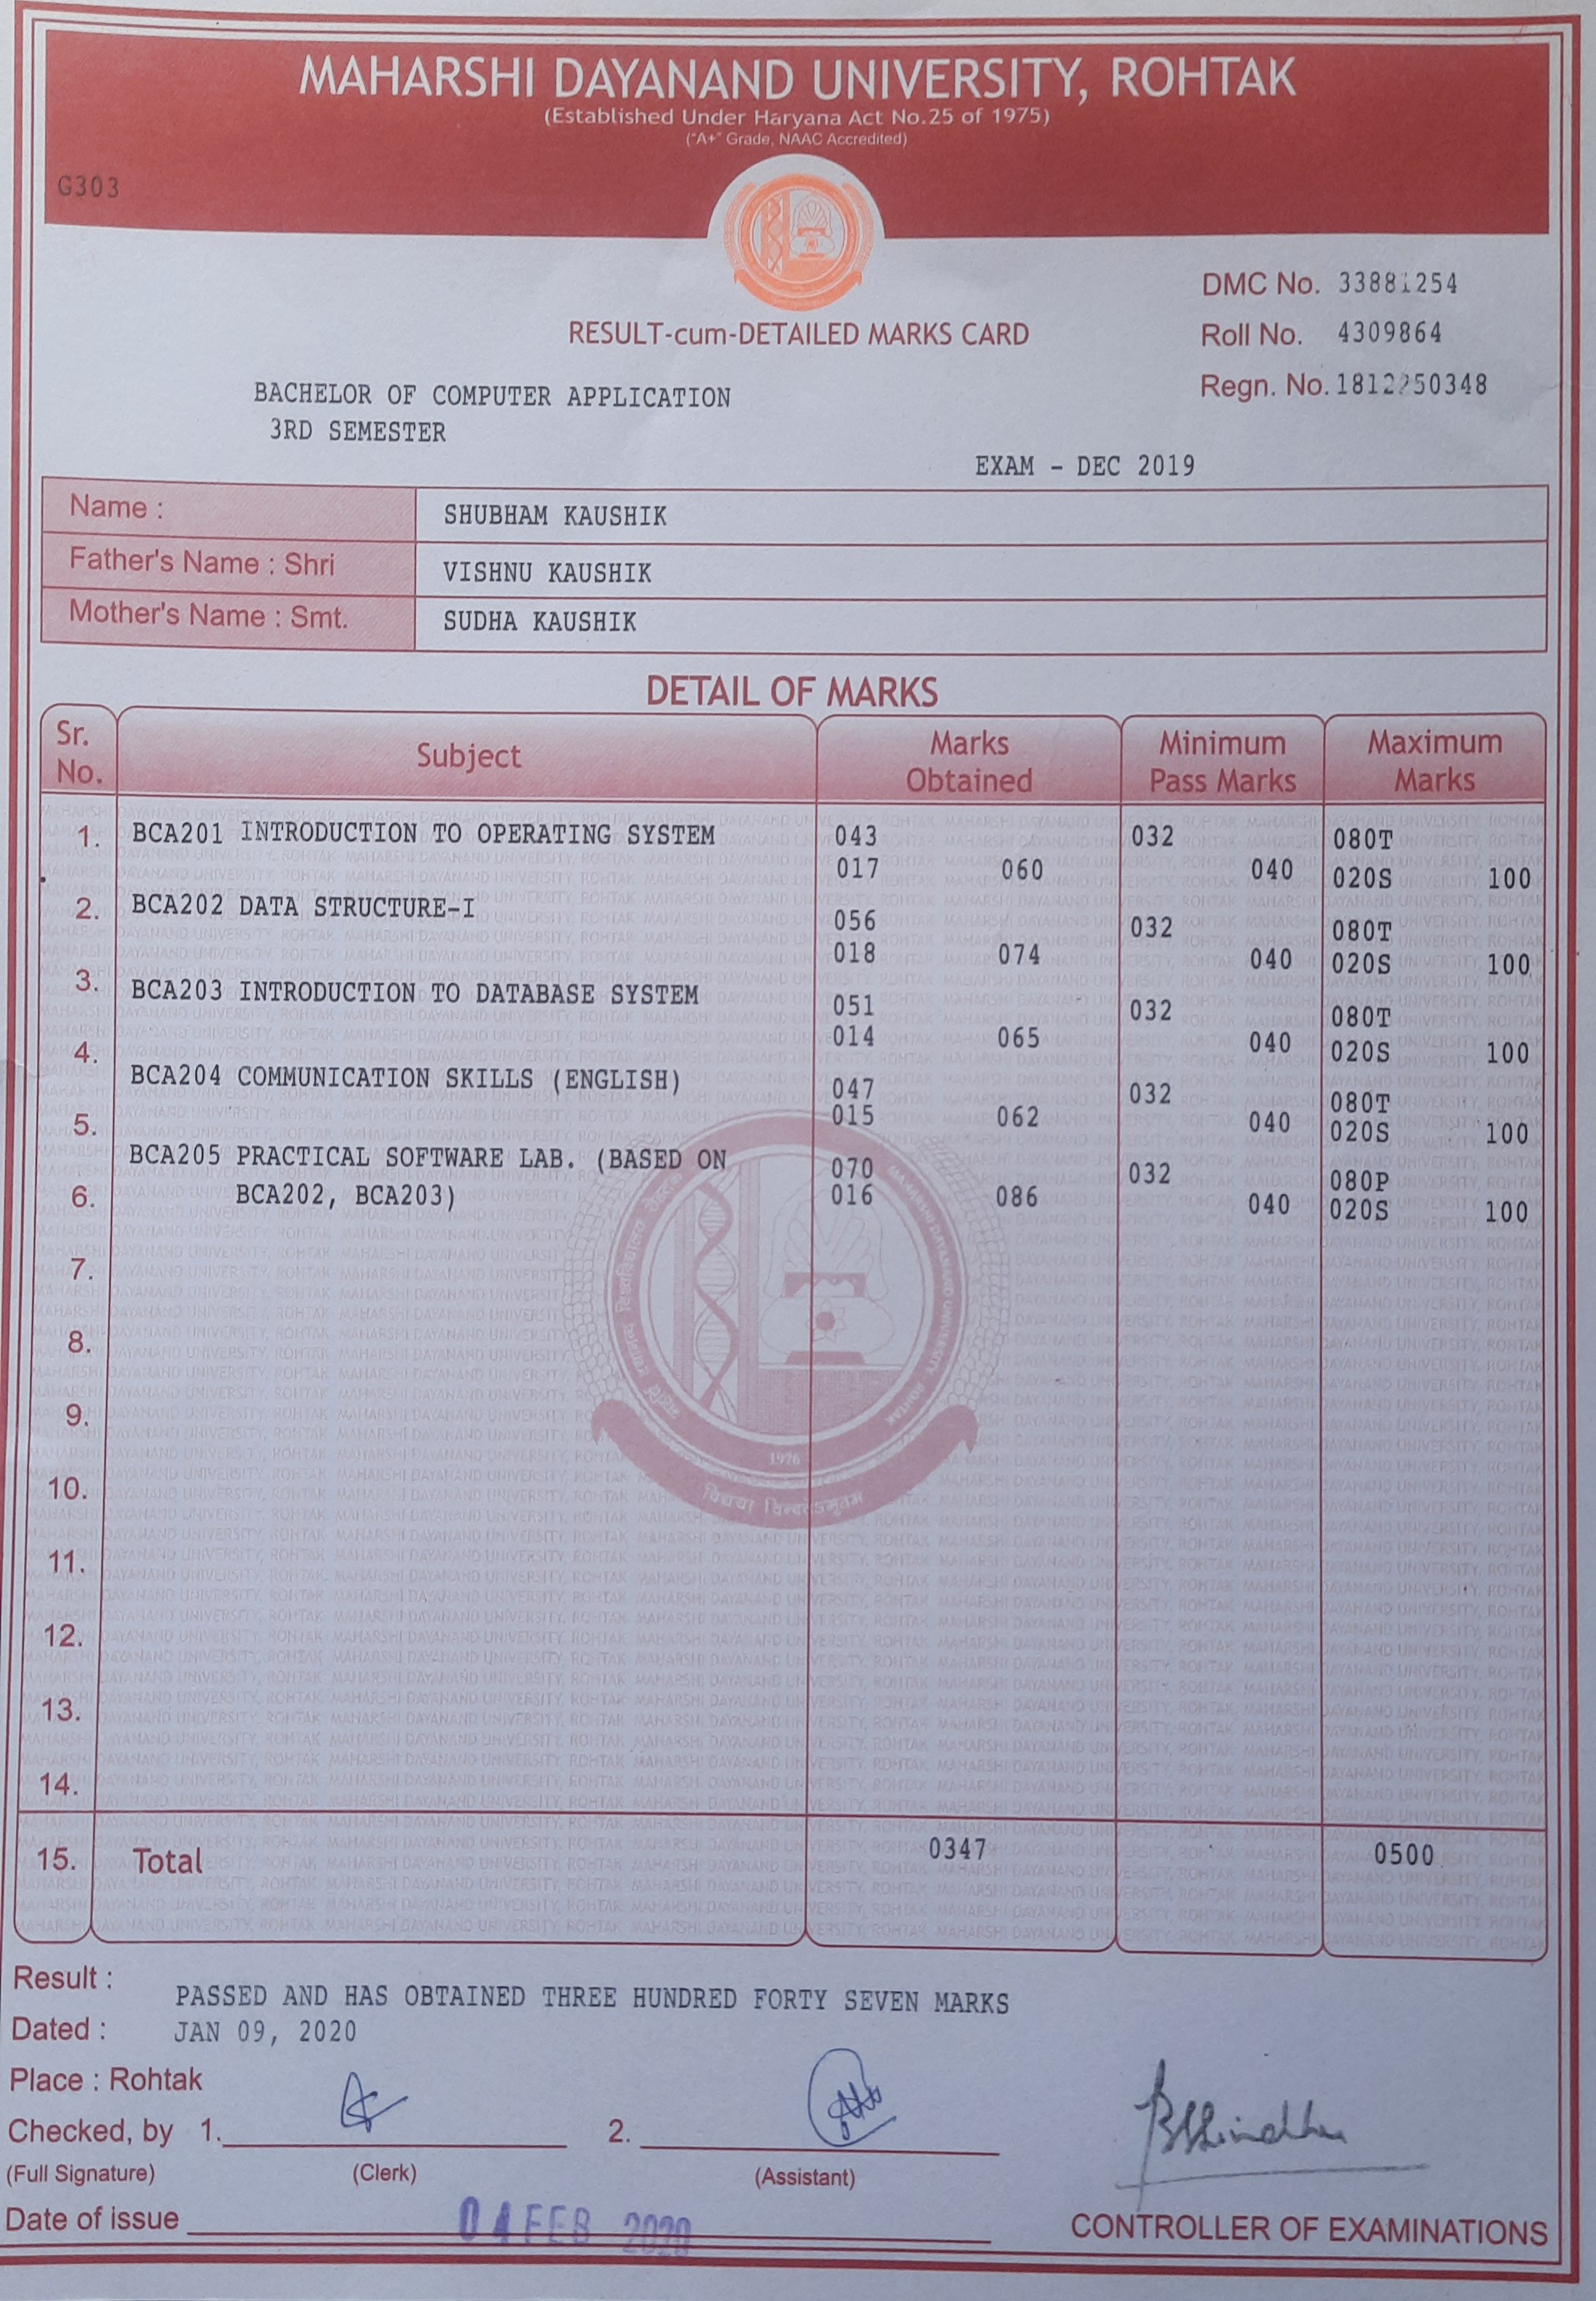 MAHARSHI DAYANAND UNIVERSITY, ROHTAK
(Established Under Haryana Act No.25 of 1975)
("A+" Grade, NAAC Accredited)
G303
DMC No. 33881254
RESULT-cum-DETAILED MARKS CARD
Roll No. 4309864
Regn. No.
BACHELOR OF COMPUTER APPLICATION
3RD SEMESTER
EXAM - DEC 2019
Name : SHUBHAM KAUSHIK
Father's Name : Shri VISHNU KAUSHIK
Mother's Name : Smt. SUDHA KAUSHIK
DETAIL OF MARKS
Sr. No. Subject Marks Obtained Minimum Pass Marks Maximum Marks
1. BCA201 INTRODUCTION TO OPERATING SYSTEM 043 032 080T
017 060 040 020S 100
2. BCA202 DATA STRUCTURE-I 056 032 080T
018 074 040 020S 100
3. BCA203 INTRODUCTION TO DATABASE SYSTEM 051 032 080T
014 065 040 020S 100
4. BCA204 COMMUNICATION SKILLS (ENGLISH) 047 032 080T
015 062 040 020S 100
5. BCA205 PRACTICAL SOFTWARE LAB. (BASED ON 070 032 080P
6. BCA202, BCA203) 016 086 040 020S 100
7.
8.
9.
1976
10.
11.
12.
13.
14.
15. Total 0347 0500
Result : PASSED AND HAS OBTAINED THREE HUNDRED FORTY SEVEN MARKS
Dated : JAN 09, 2020
Place : Rohtak
Checked, by 1. 2.
(Full Signature) (Clerk) (Assistant)
Date of issue 04 FEB 2020
CONTROLLER OF EXAMINATIONS